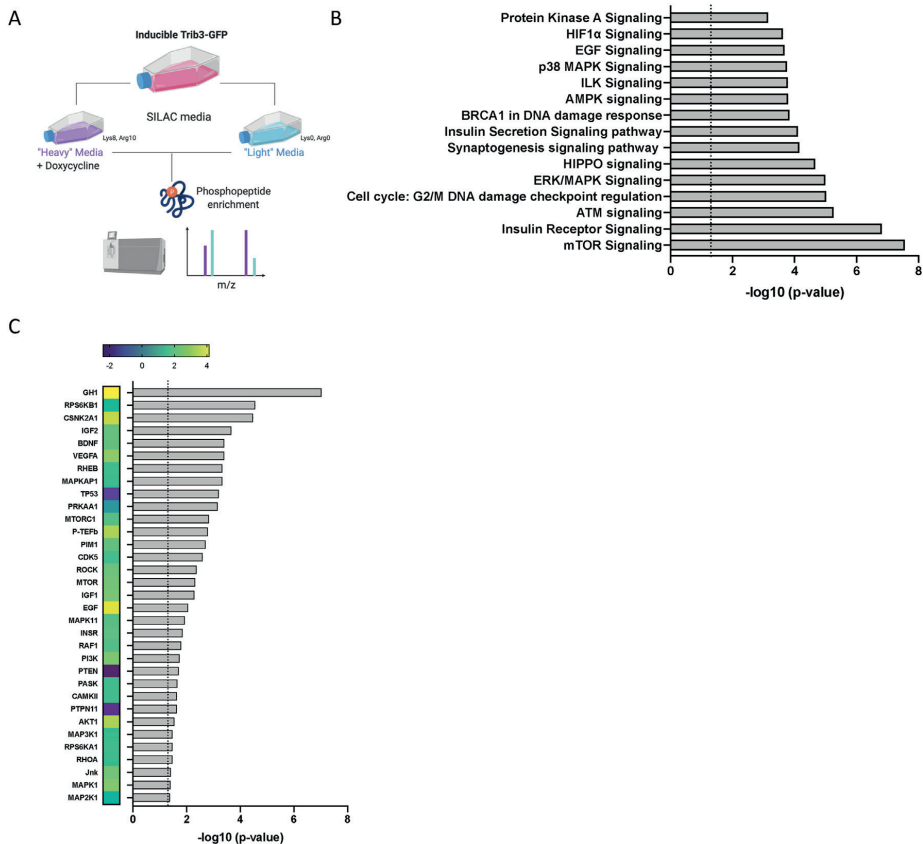 A
Inducible Trib3-GFP
SILAC media
Lys8, Arg10
Lys0, Arg0
"Heavy" Media
"Light" Media
+ Doxycycline
P
Phosphopeptide
enrichment
m/z
B
Protein Kinase A Signaling
HIF1α Signaling
EGF Signaling
p38 MAPK Signaling
ILK Signaling
AMPK signaling
BRCA1 in DNA damage response
Insulin Secretion Signaling pathway
Synaptogenesis signaling pathway
HIPPO signaling
ERK/MAPK Signaling
Cell cycle: G2/M DNA damage checkpoint regulation
ATM signaling
Insulin Receptor Signaling
mTOR Signaling
0 2 4 6 8
-log10 (p-value)
C
-2 0 2 4
GH1
RPS6KB1
CSNK2A1
IGF2
BDNF
VEGFA
RHEB
MAPKAP1
TP53
PRKAA1
MTORC1
P-TEFb
PIM1
CDK5
ROCK
MTOR
IGF1
EGF
MAPK11
INSR
RAF1
PI3K
PTEN
PASK
CAMKII
PTPN11
AKT1
MAP3K1
RPS6KA1
RHOA
Jnk
MAPK1
MAP2K1
0 2 4 6 8
-log10 (p-value)